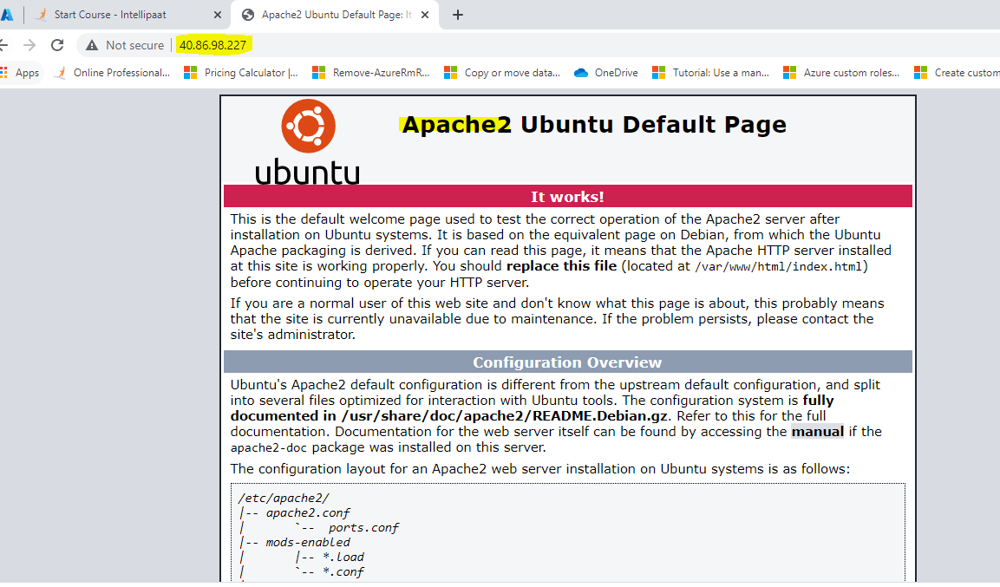 Start Course - Intellipaat
Apache2 Ubuntu Default Page: It
Not secure
40.86.98.227
Apps
Online Professional...
Pricing Calculator |...
Remove-AzureRmR...
Copy or move data...
OneDrive
Tutorial: Use a man...
Azure custom roles...
Create custom
ubuntu
Apache2 Ubuntu Default Page
It works!
This is the default welcome page used to test the correct operation of the Apache2 server after
installation on Ubuntu systems. It is based on the equivalent page on Debian, from which the Ubuntu
Apache packaging is derived. If you can read this page, it means that the Apache HTTP server installed
at this site is working properly. You should replace this file (located at /var/www/html/index.html)
before continuing to operate your HTTP server.
If you are a normal user of this web site and don't know what this page is about, this probably means
that the site is currently unavailable due to maintenance. If the problem persists, please contact the
site's administrator.
Configuration Overview
Ubuntu's Apache2 default configuration is different from the upstream default configuration, and split
into several files optimized for interaction with Ubuntu tools. The configuration system is fully
documented in /usr/share/doc/apache2/README.Debian.gz. Refer to this for the full
documentation. Documentation for the web server itself can be found by accessing the manual if the
apache2-doc package was installed on this server.
The configuration layout for an Apache2 web server installation on Ubuntu systems is as follows:
/etc/apache2/
|-- apache2.conf
|       `--  ports.conf
|-- mods-enabled
|       |-- *.load
|       `-- *.conf